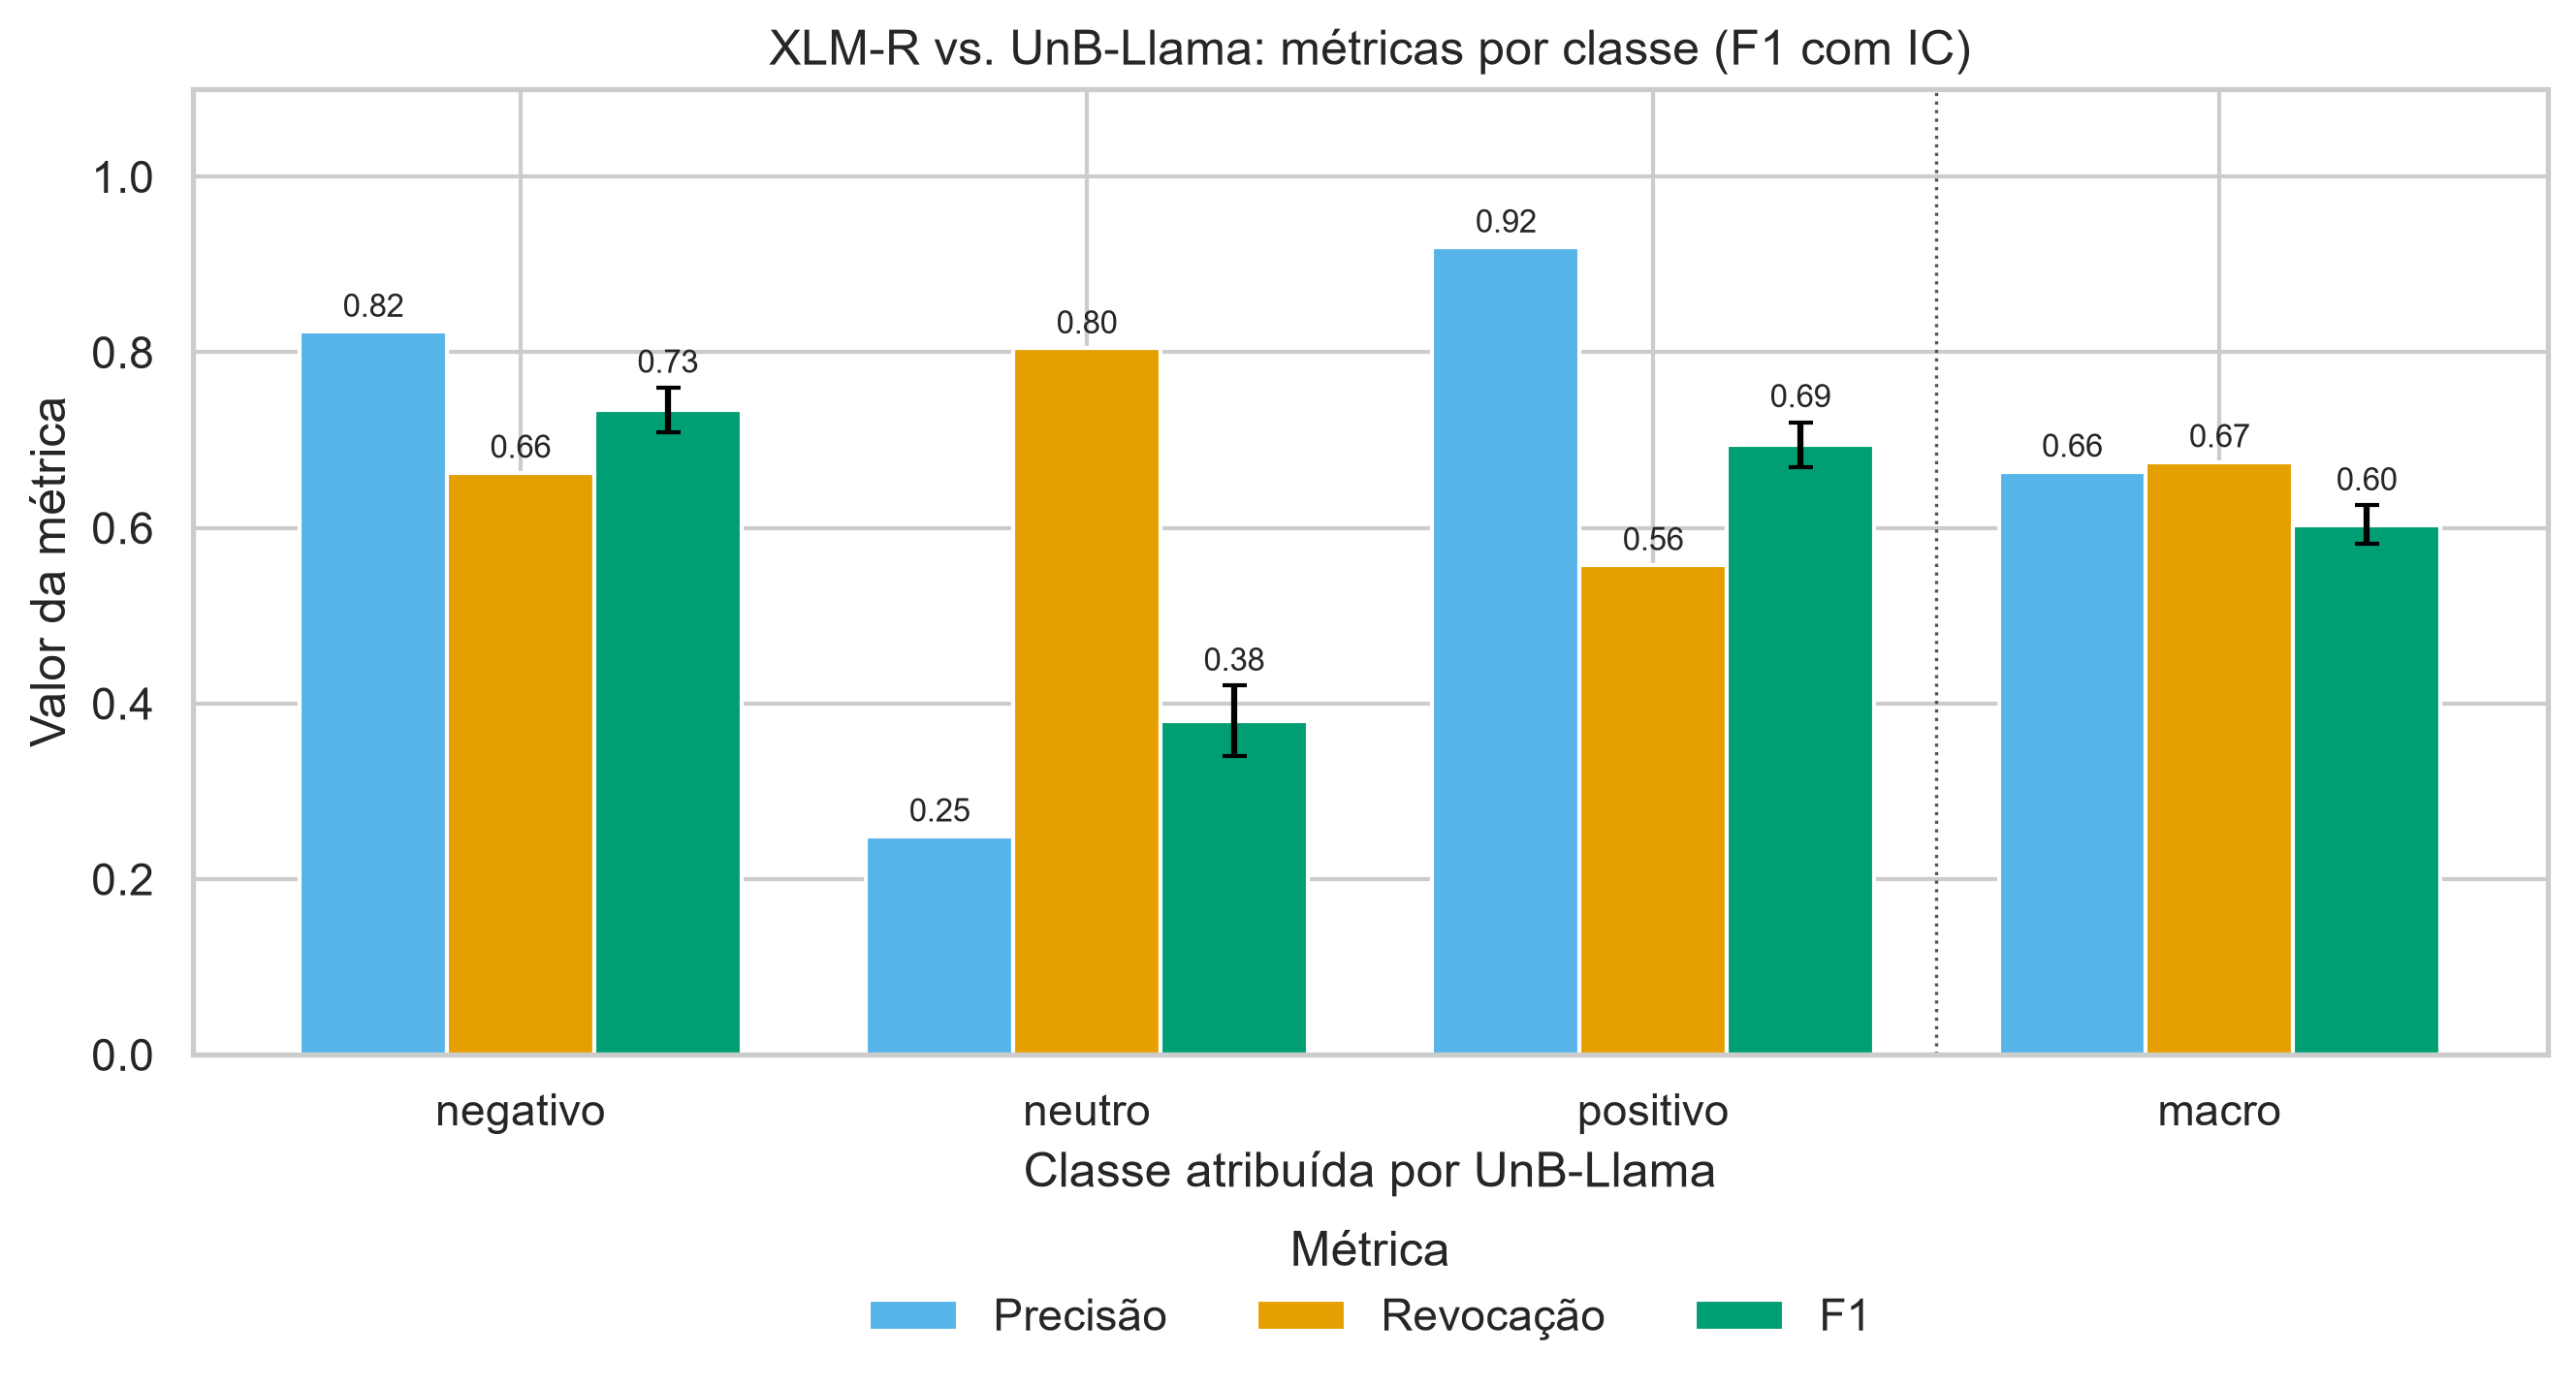 XLM-R vs. UnB-Llama: métricas por classe (F1 com IC)
Valor da métrica
1.0
0.8
0.6
0.4
0.2
0.0
0.82
0.66
0.73
0.25
0.80
0.38
0.92
0.56
0.69
0.66
0.67
0.60
negativo
neutro
positivo
macro
Classe atribuída por UnB-Llama
Métrica
Precisão
Revocação
F1